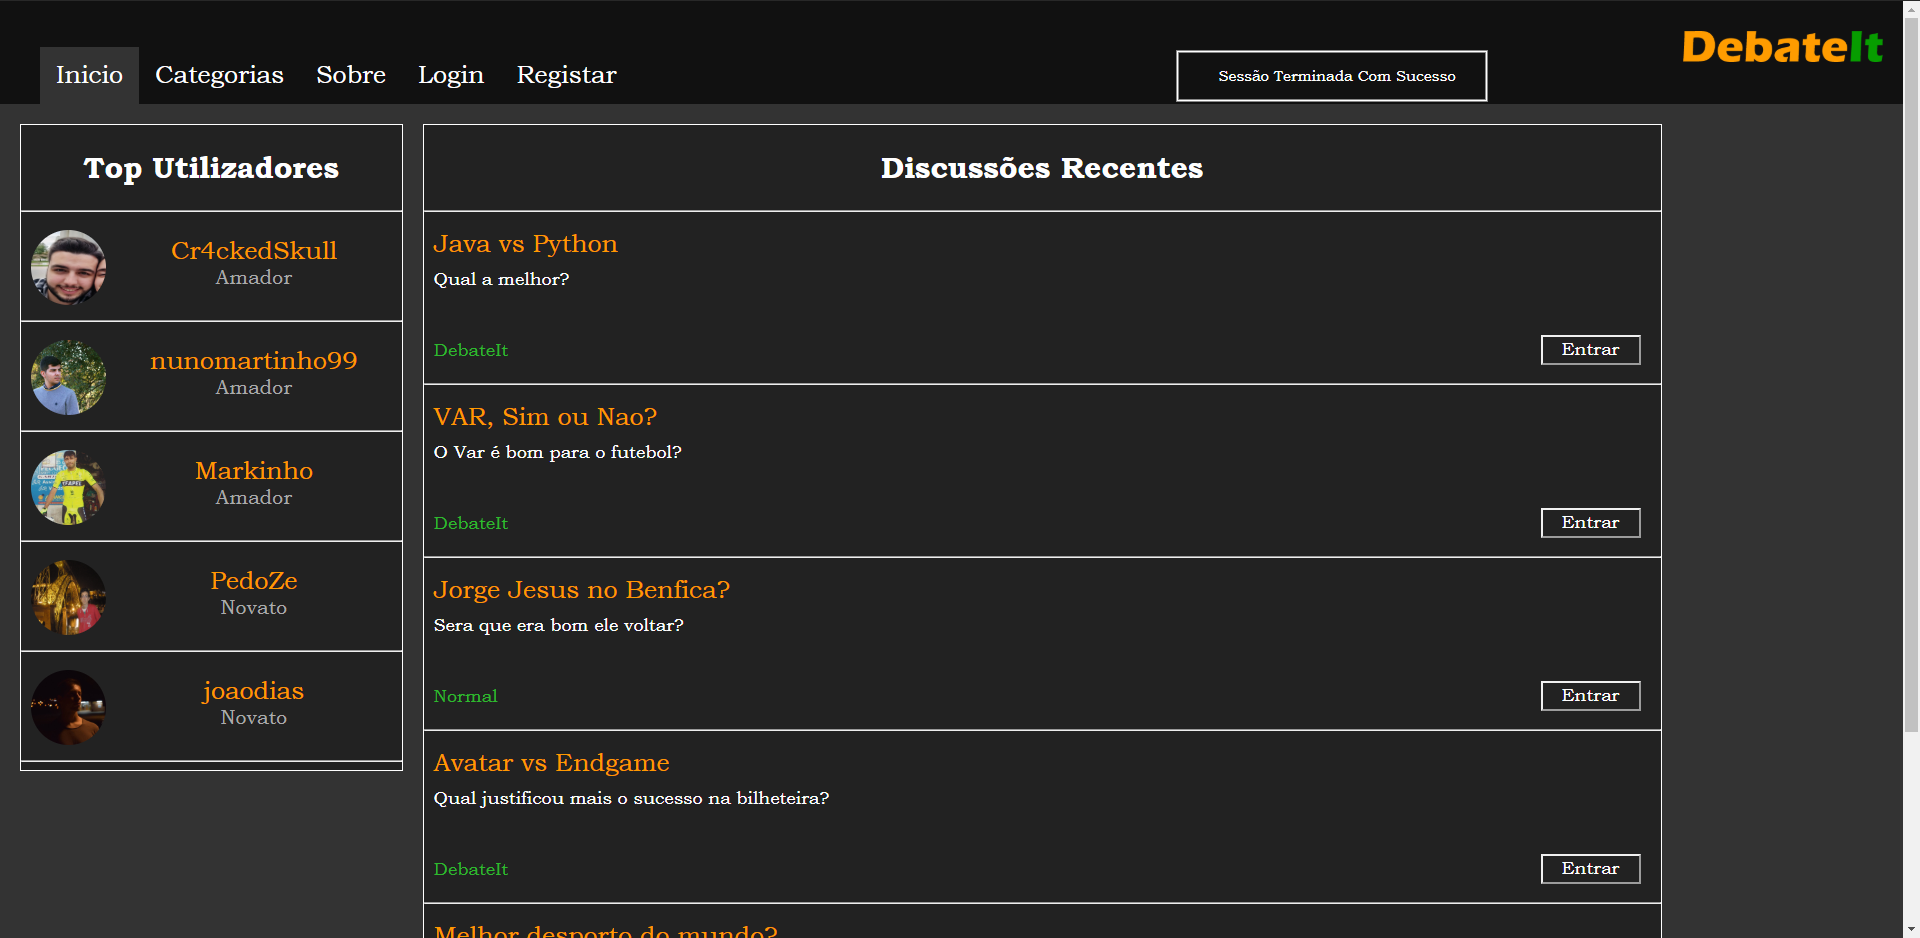 Inicio Categorias Sobre Login Registar
Sessão Terminada Com Sucesso
DebateIt
Top Utilizadores
Cr4ckedSkull
Amador
nunomartinho99
Amador
Markinho
Amador
PedoZe
Novato
joaodias
Novato
Discussões Recentes
Java vs Python
Qual a melhor?
DebateIt Entrar
VAR, Sim ou Nao?
O Var é bom para o futebol?
DebateIt Entrar
Jorge Jesus no Benfica?
Sera que era bom ele voltar?
Normal Entrar
Avatar vs Endgame
Qual justificou mais o sucesso na bilheteira?
DebateIt Entrar
Melhor desporto do mundo?